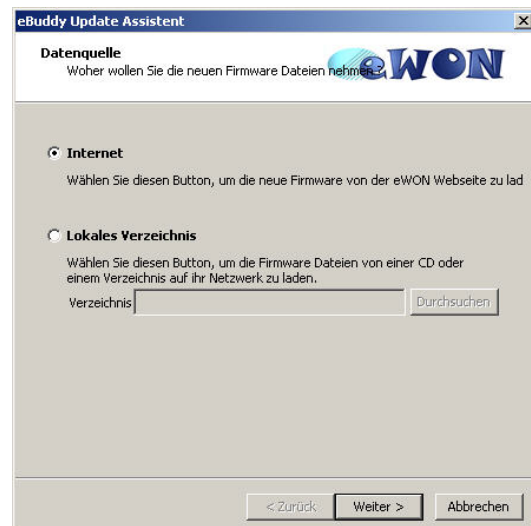 eBuddy Update Assistent
Datenquelle
Woher wollen Sie die neuen Firmware Dateien nehmen ?
eWON
Internet
Wählen Sie diesen Button, um die neue Firmware von der eWON Webseite zu lad
Lokales Verzeichnis
Wählen Sie diesen Button, um die Firmware Dateien von einer CD oder
einem Verzeichnis auf ihr Netzwerk zu laden.
Verzeichnis Durchsuchen
< Zurück Weiter > Abbrechen